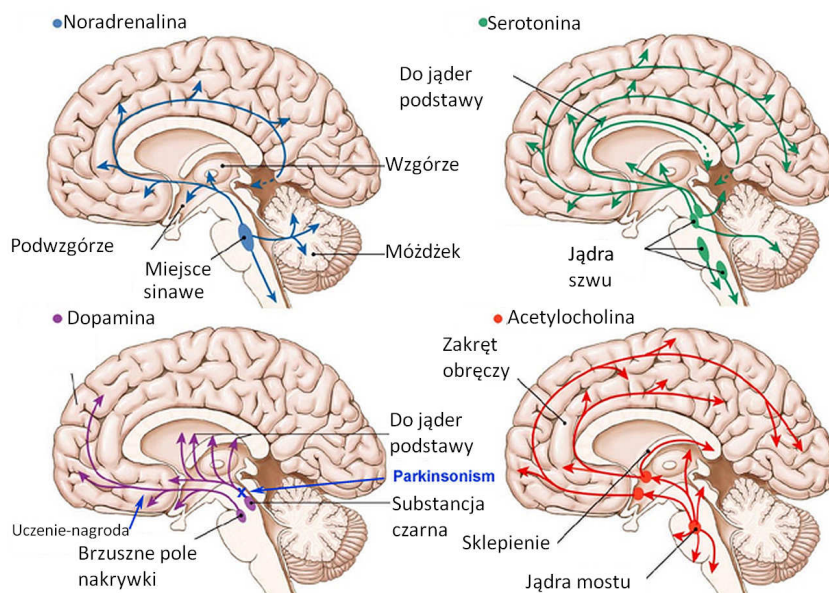 Noradrenalina
Wzgórze
Podwzgórze
Miejsce
sinawe
Móżdżek
Serotonina
Do jąder
podstawy
Jądra
szwu
Dopamina
Do jąder
podstawy
Parkinsonism
x
Substancja
czarna
Uczenie-nagroda
Brzuszne pole
nakrywki
Acetylocholina
Zakręt
obręczy
Sklepienie
Jądra mostu